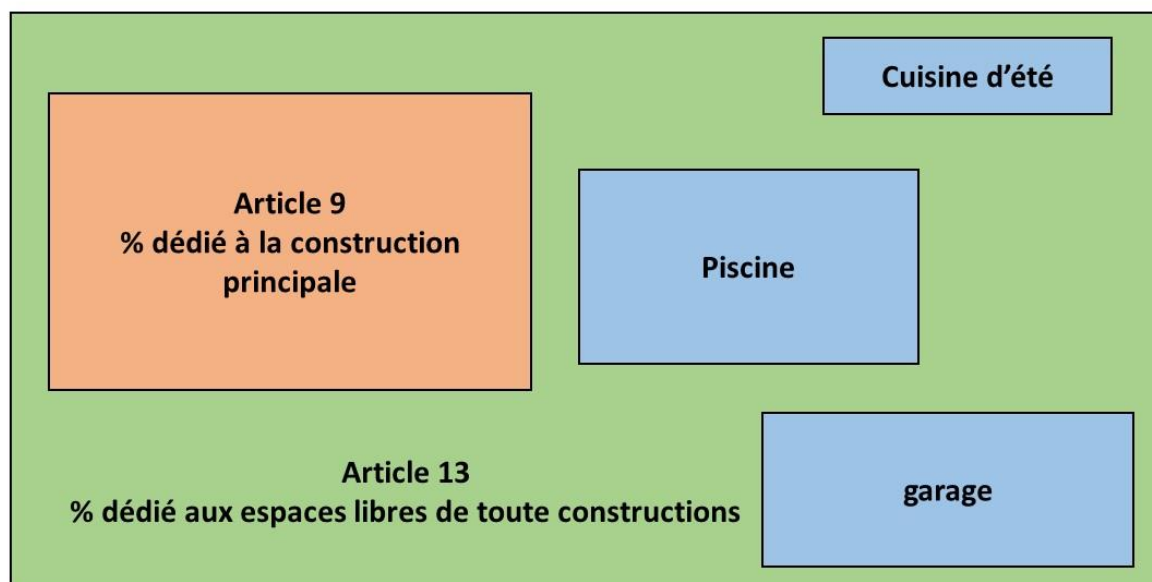 Cuisine d'été
Article 9
% dédié à la construction
principale
Piscine
Article 13
% dédié aux espaces libres de toute constructions
garage